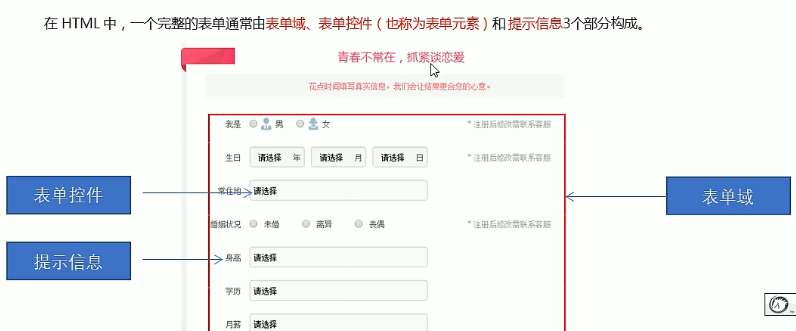 在 HTML 中，一个完整的表单通常由表单域、表单控件（也称为表单元素）和 提示信息3个部分构成。
青春不常在，抓紧谈恋爱
花点时间填写真实信息，我们会让结果更合您的心意。
我是 男 女 *注册后修改需联系客服
生日 请选择 年 请选择 月 请选择 日 *注册后修改需联系客服
表单控件 常住地 请选择 表单域
婚姻状况 未婚 离异 丧偶 *注册后修改需联系客服
提示信息 身高 请选择
学历 请选择
月薪 请选择